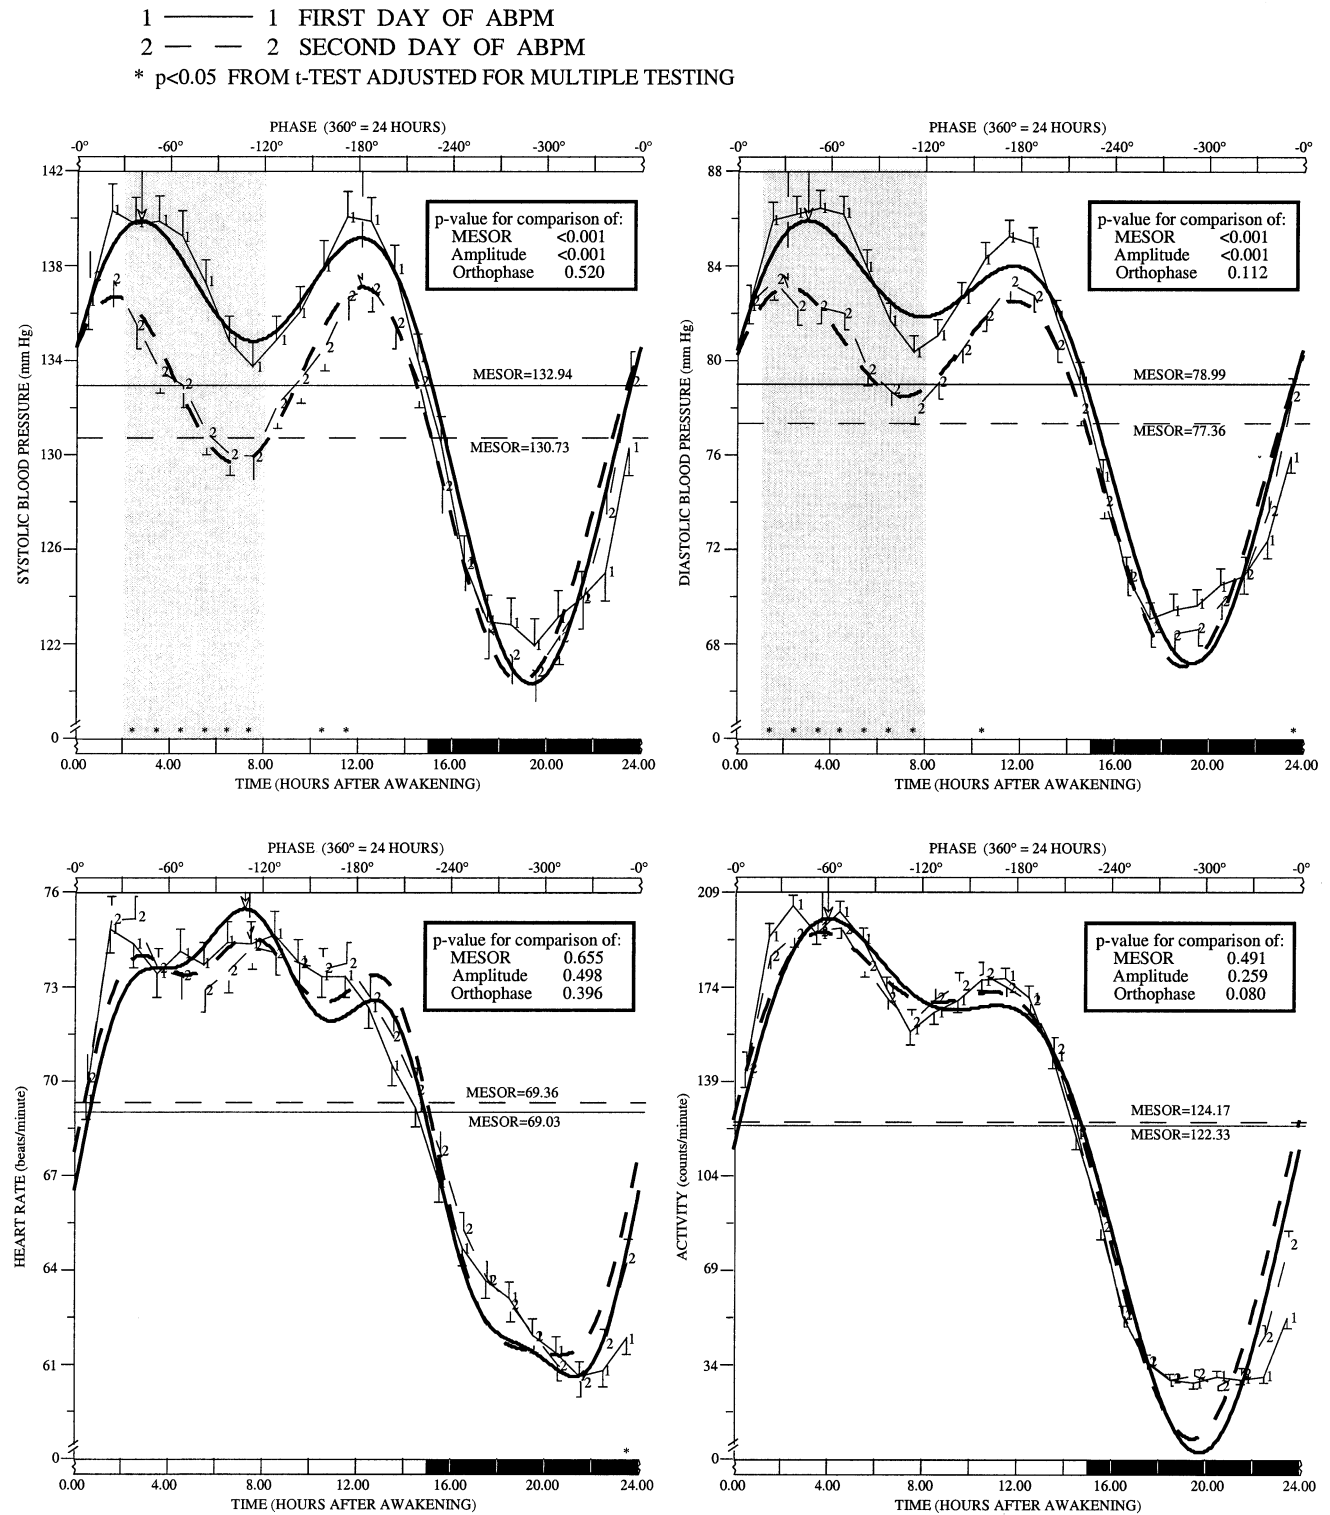 1 1 FIRST DAY OF ABPM
2 2 SECOND DAY OF ABPM
* p<0.05 FROM t-TEST ADJUSTED FOR MULTIPLE TESTING
PHASE (360° = 24 HOURS)
-0° -60° -120° -180° -240° -300° -0°
142
138
134
130
126
122
0
SYSTOLIC BLOOD PRESSURE (mm Hg)
p-value for comparison of:
MESOR <0.001
Amplitude <0.001
Orthophase 0.520
MESOR=132.94
MESOR=130.73
* * * * * * * *
0.00 4.00 8.00 12.00 16.00 20.00 24.00
TIME (HOURS AFTER AWAKENING)
PHASE (360° = 24 HOURS)
-0° -60° -120° -180° -240° -300° -0°
88
84
80
76
72
68
0
DIASTOLIC BLOOD PRESSURE (mm Hg)
p-value for comparison of:
MESOR <0.001
Amplitude <0.001
Orthophase 0.112
MESOR=78.99
MESOR=77.36
* * * * * * * * *
0.00 4.00 8.00 12.00 16.00 20.00 24.00
TIME (HOURS AFTER AWAKENING)
PHASE (360° = 24 HOURS)
-0° -60° -120° -180° -240° -300° -0°
76
73
70
67
64
61
0
HEART RATE (beats/minute)
p-value for comparison of:
MESOR 0.655
Amplitude 0.498
Orthophase 0.396
MESOR=69.36
MESOR=69.03
*
0.00 4.00 8.00 12.00 16.00 20.00 24.00
TIME (HOURS AFTER AWAKENING)
PHASE (360° = 24 HOURS)
-0° -60° -120° -180° -240° -300° -0°
209
174
139
104
69
34
0
ACTIVITY (counts/minute)
p-value for comparison of:
MESOR 0.491
Amplitude 0.259
Orthophase 0.080
MESOR=124.17
MESOR=122.33
0.00 4.00 8.00 12.00 16.00 20.00 24.00
TIME (HOURS AFTER AWAKENING)